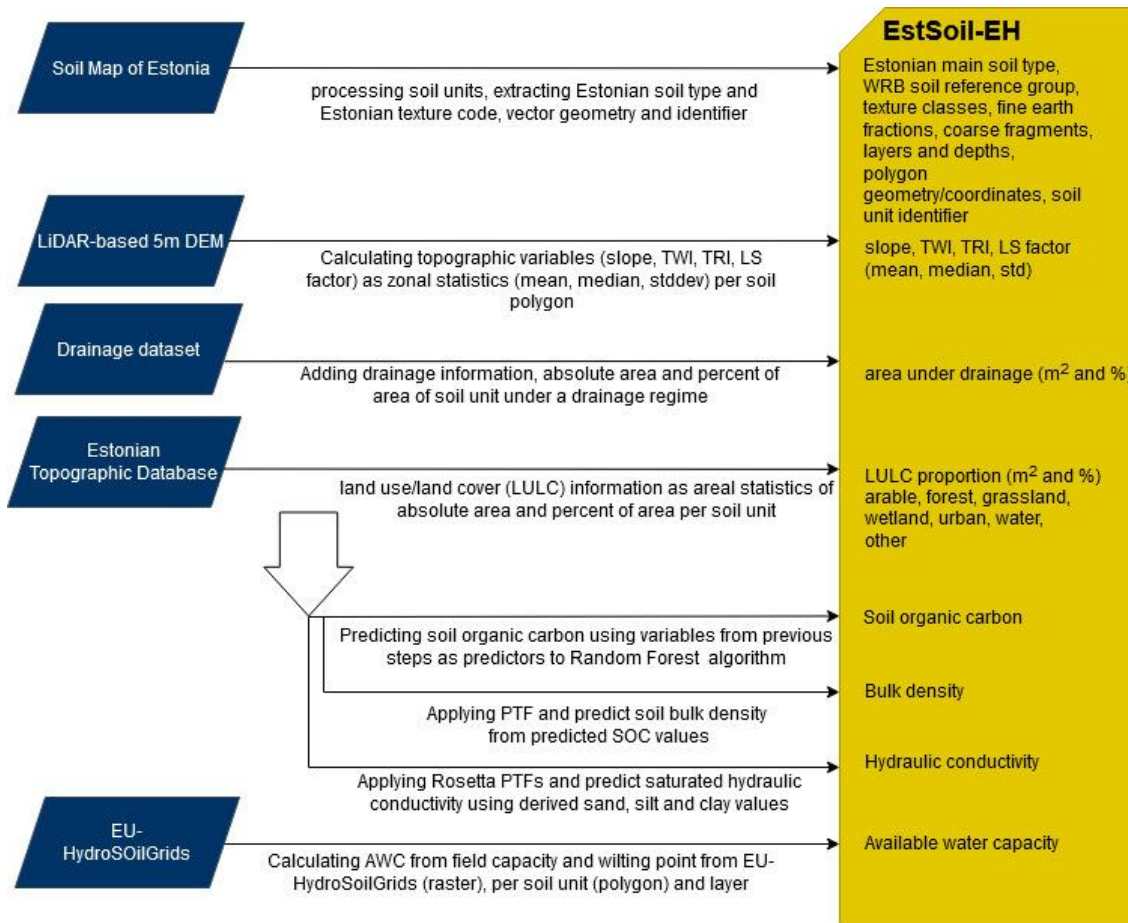 EstSoil-EH
Soil Map of Estonia
processing soil units, extracting Estonian soil type and
Estonian texture code, vector geometry and identifier
Estonian main soil type,
WRB soil reference group,
texture classes, fine earth
fractions, coarse fragments,
layers and depths,
polygon
geometry/coordinates, soil
unit identifier
LiDAR-based 5m DEM
Calculating topographic variables (slope, TWI, TRI, LS
factor) as zonal statistics (mean, median, stddev) per soil
polygon
slope, TWI, TRI, LS factor
(mean, median, std)
Drainage dataset
Adding drainage information, absolute area and percent of
area of soil unit under a drainage regime
area under drainage (m² and %)
Estonian
Topographic Database
land use/land cover (LULC) information as areal statistics of
absolute area and percent of area per soil unit
LULC proportion (m² and %)
arable, forest, grassland,
wetland, urban, water,
other
Predicting soil organic carbon using variables from previous
steps as predictors to Random Forest algorithm
Soil organic carbon
Applying PTF and predict soil bulk density
from predicted SOC values
Bulk density
Applying Rosetta PTFs and predict saturated hydraulic
conductivity using derived sand, silt and clay values
Hydraulic conductivity
EU-
HydroSOilGrids
Calculating AWC from field capacity and wilting point from EU-
HydroSoilGrids (raster), per soil unit (polygon) and layer
Available water capacity